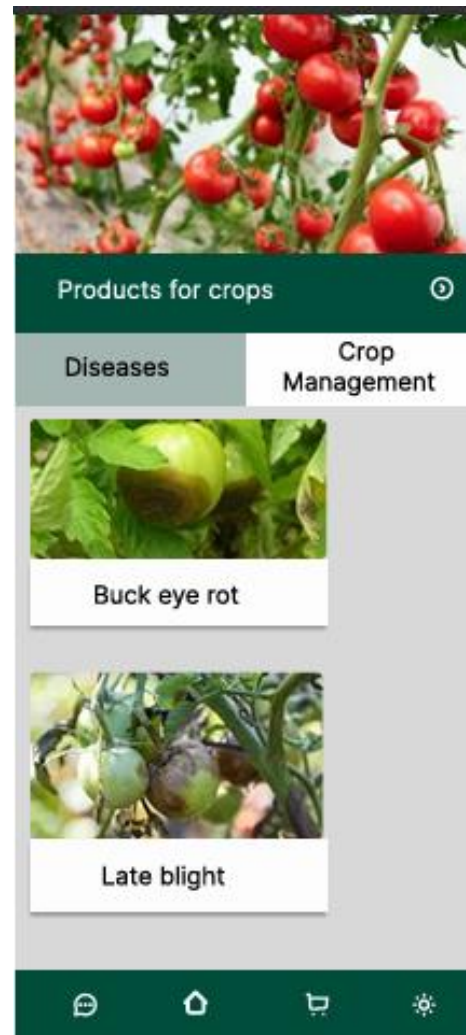 Products for crops
Diseases
Crop
Management
Buck eye rot
Late blight